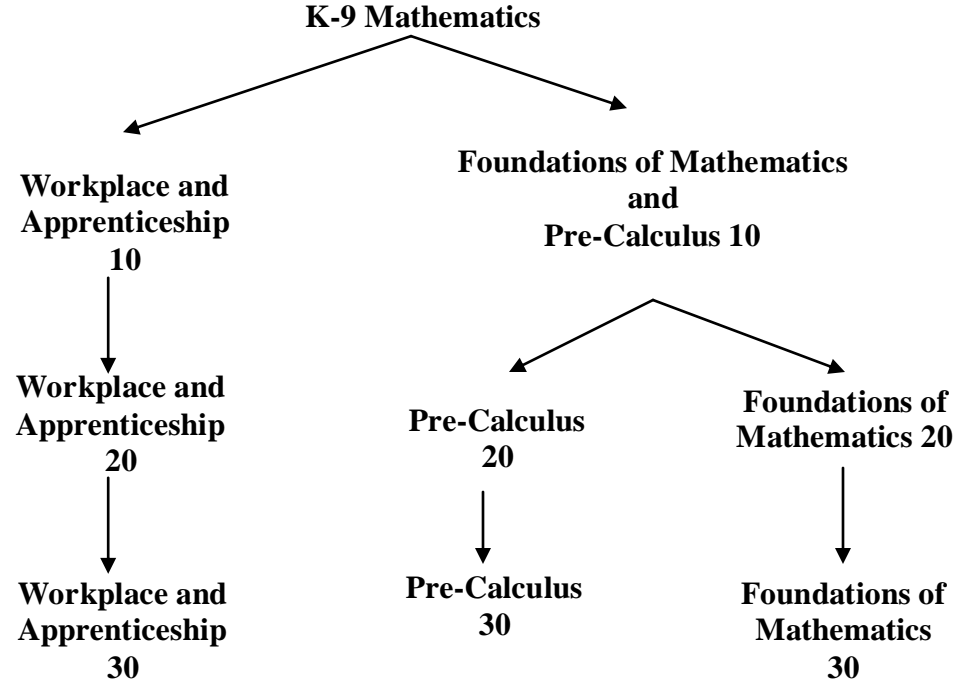 K-9 Mathematics
Workplace and
Apprenticeship
10
Foundations of Mathematics
and
Pre-Calculus 10
Workplace and
Apprenticeship
20
Pre-Calculus
20
Foundations of
Mathematics 20
Workplace and
Apprenticeship
30
Pre-Calculus
30
Foundations of
Mathematics
30